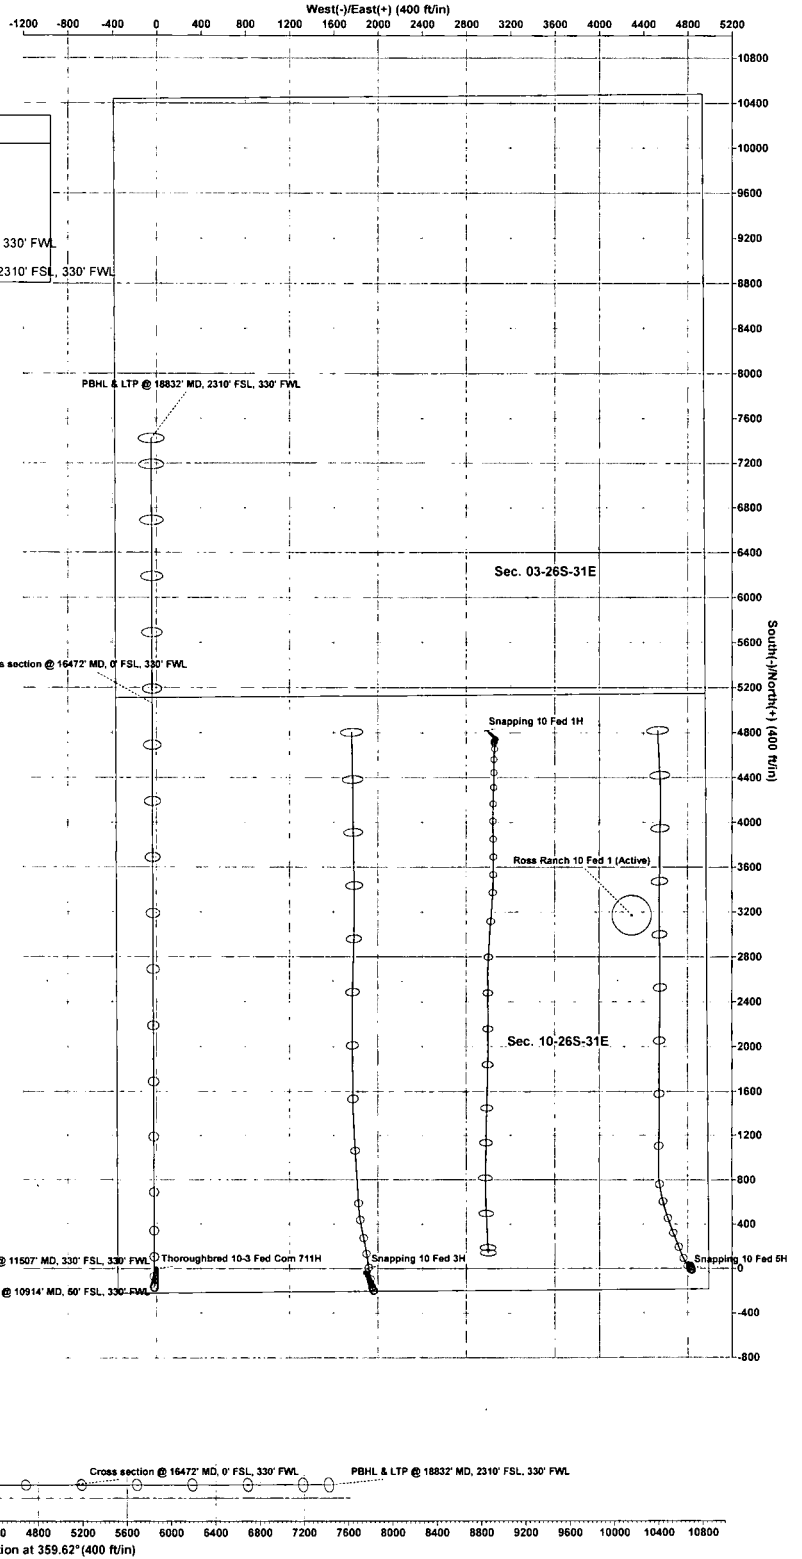 West(-)/East(+) (400 ft/in)
-1200 -800 -400 0 400 800 1200 1600 2000 2400 2800 3200 3600 4000 4400 4800 5200
10800
10400
10000
9600
330' FWL
9200
2310' FSL, 330' FWL
8800
8400
8000
PBHL & LTP @ 18832' MD, 2310' FSL, 330' FWL
7600
7200
6800
6400
Sec. 03-26S-31E
6000
South(-)/North(+) (400 ft/in)
5600
section @ 16472' MD, 0' FSL, 330' FWL
5200
Snapping 10 Fed 1H
4800
4400
4000
Ross Ranch 10 Fed 1 (Active)
3600
3200
2800
2400
Sec. 10-26S-31E
2000
1600
1200
800
400
@ 11507' MD, 330' FSL, 330' FWL
Thoroughbred 10-3 Fed Com 711H
Snapping 10 Fed 3H
Snapping 10 Fed 5H
0
@ 10914' MD, 50' FSL, 330' FWL
-400
-800
Cross section @ 16472' MD, 0' FSL, 330' FWL
PBHL & LTP @ 18832' MD, 2310' FSL, 330' FWL
4800 5200 5600 6000 6400 6800 7200 7600 8000 8400 8800 9200 9600 10000 10400 10800
at 359.62° (400 ft/in)